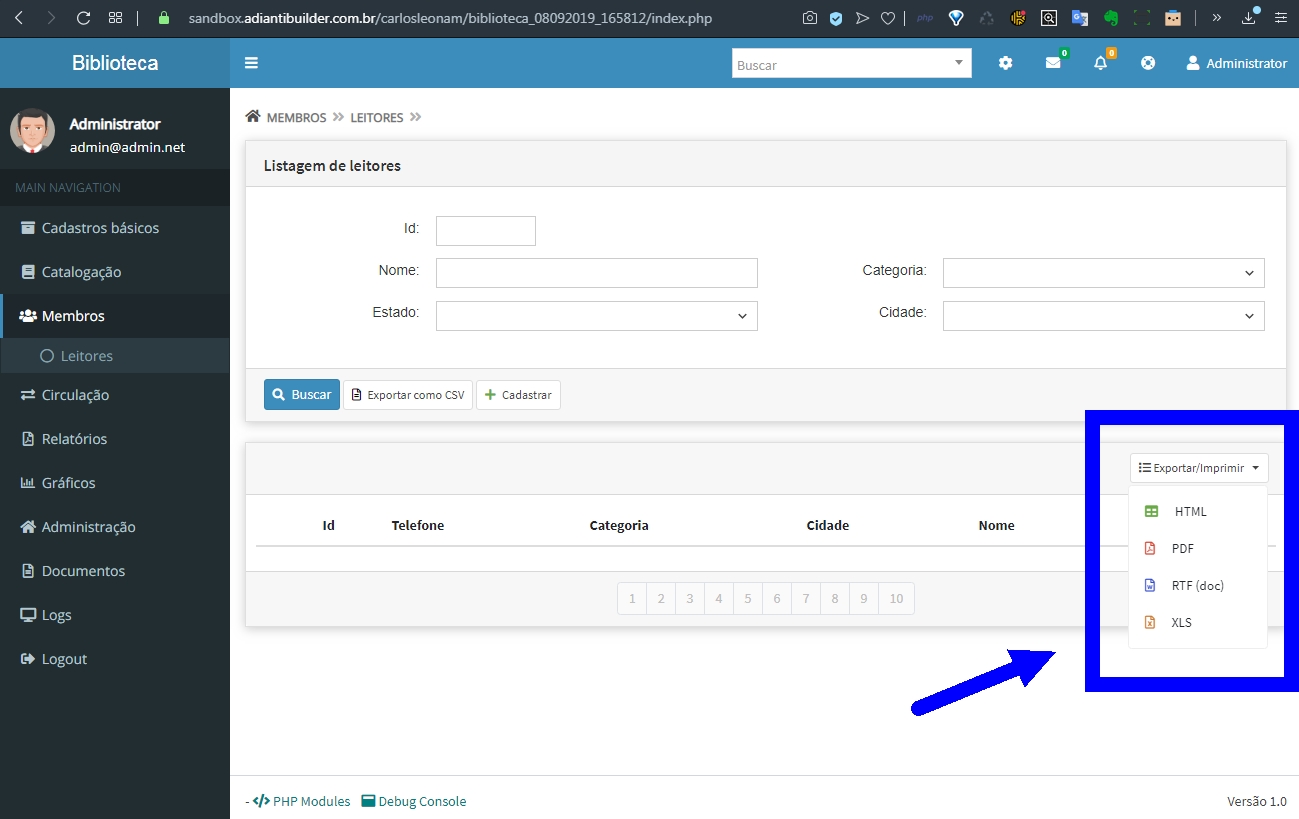 sandbox.adiantibuilder.com.br/carlosleonam/biblioteca_08092019_165812/index.php
php
Biblioteca
Buscar
0
0
Administrator
Administrator
admin@admin.net
MAIN NAVIGATION
Cadastros básicos
Catalogação
Membros
Leitores
Circulação
Relatórios
Gráficos
Administração
Documentos
Logs
Logout
MEMBROS » LEITORES »
Listagem de leitores
Id:
Nome:
Categoria:
Estado:
Cidade:
Buscar
Exportar como CSV
Cadastrar
Exportar/Imprimir
HTML
PDF
RTF (doc)
XLS
Id Telefone Categoria Cidade Nome
1 2 3 4 5 6 7 8 9 10
- PHP Modules Debug Console
Versão 1.0